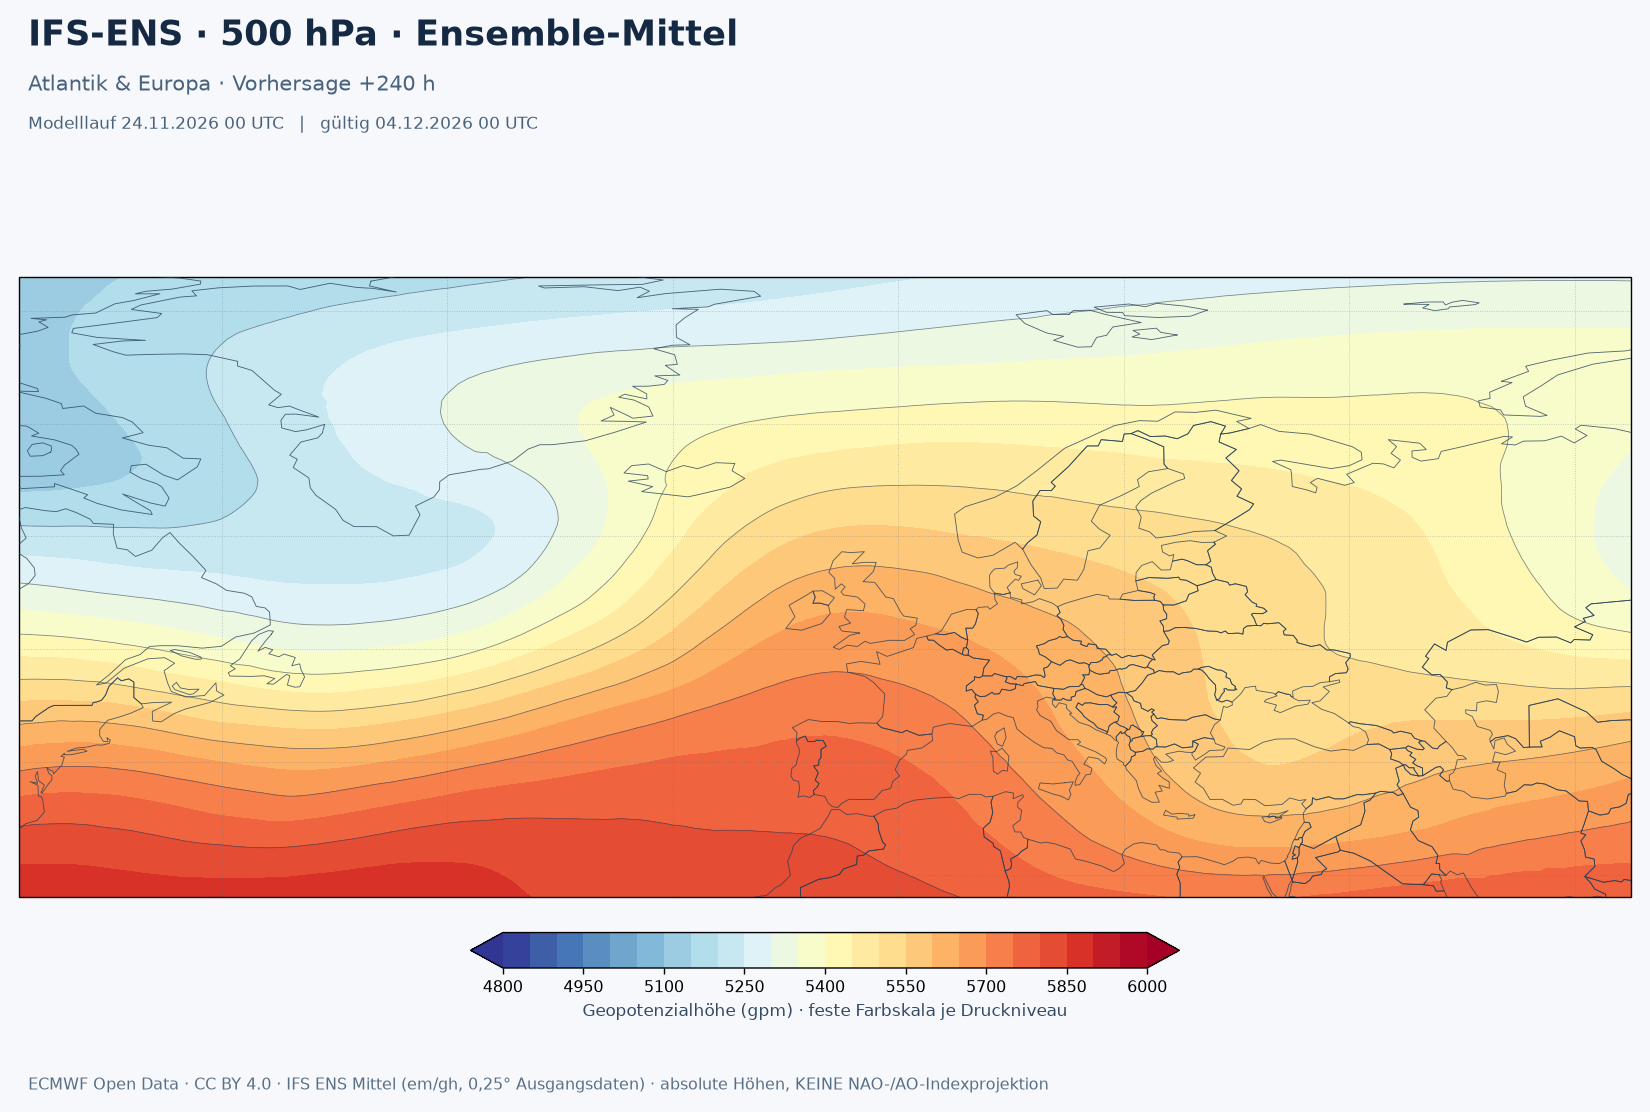 IFS-ENS · 500 hPa · Ensemble-Mittel
Atlantik & Europa · Vorhersage +240 h
Modelllauf 24.11.2026 00 UTC | gültig 04.12.2026 00 UTC
4800 4950 5100 5250 5400 5550 5700 5850 6000
Geopotenzialhöhe (gpm) · feste Farbskala je Druckniveau
ECMWF Open Data · CC BY 4.0 · IFS ENS Mittel (em/gh, 0,25° Ausgangsdaten) · absolute Höhen, KEINE NAO-/AO-Indexprojektion